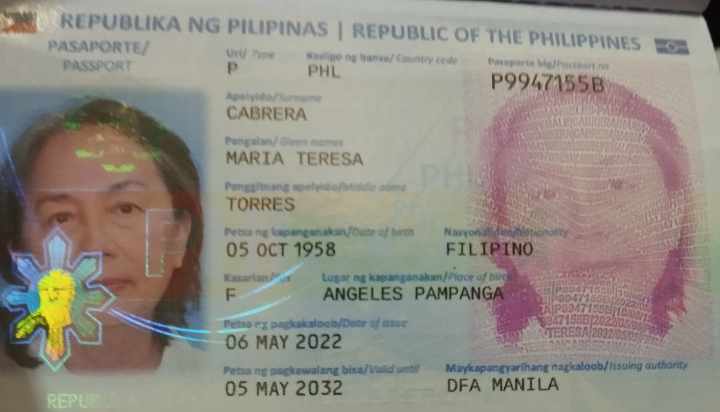 REPUBLIKA NG PILIPINAS | REPUBLIC OF THE PHILIPPINES
PASAPORTE/
PASSPORT
Uri/ Type
P
Kodigo ng bansa/ Country code
PHL
Pasaporte blg/Passport no
P9947155B
Apelyido/Surname
CABRERA
Pangalan/ Given names
MARIA TERESA
Panggitnang apelyido/Middle name
TORRES
Petsa ng kapanganakan/Date of birth
05 OCT 1958
Nasyonalidad/Nationality
FILIPINO
Kasarian/Sex
F
Lugar ng kapanganakan/Place of birth
ANGELES PAMPANGA
Petsa ng pagkakaloob/Date of issue
06 MAY 2022
Petsa ng pagkawalang bisa/Valid until
05 MAY 2032
Maykapangyarihang nagkaloob/Issuing authority
DFA MANILA